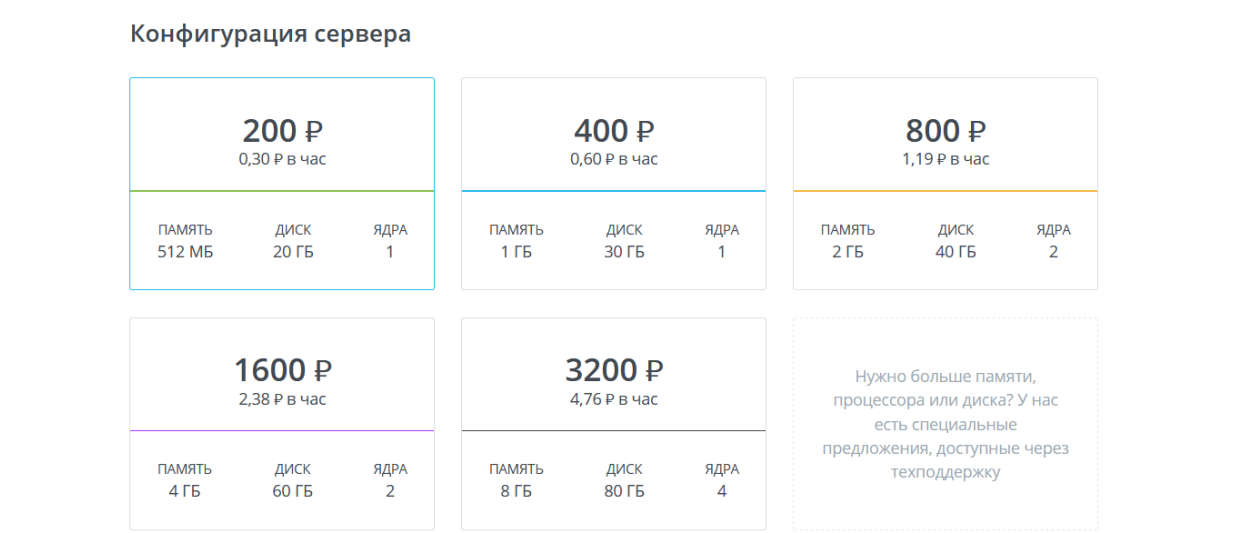 Конфигурация сервера
200 ₽
0,30 ₽ в час
ПАМЯТЬ ДИСК ЯДРА
512 МБ 20 ГБ 1
400 ₽
0,60 ₽ в час
ПАМЯТЬ ДИСК ЯДРА
1 ГБ 30 ГБ 1
800 ₽
1,19 ₽ в час
ПАМЯТЬ ДИСК ЯДРА
2 ГБ 40 ГБ 2
1600 ₽
2,38 ₽ в час
ПАМЯТЬ ДИСК ЯДРА
4 ГБ 60 ГБ 2
3200 ₽
4,76 ₽ в час
ПАМЯТЬ ДИСК ЯДРА
8 ГБ 80 ГБ 4
Нужно больше памяти,
процессора или диска? У нас
есть специальные
предложения, доступные через
техподдержку